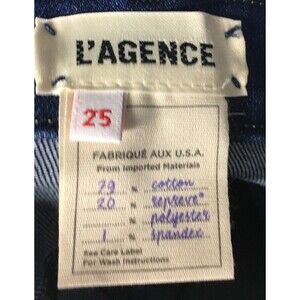 L'AGENCE
25
FABRIQUÉ AUX U.S.A.
From Imported Materials
79 % cotton
20 % repreve®
% polyester
1 % spandex
See Care Label
For Wash Instructions